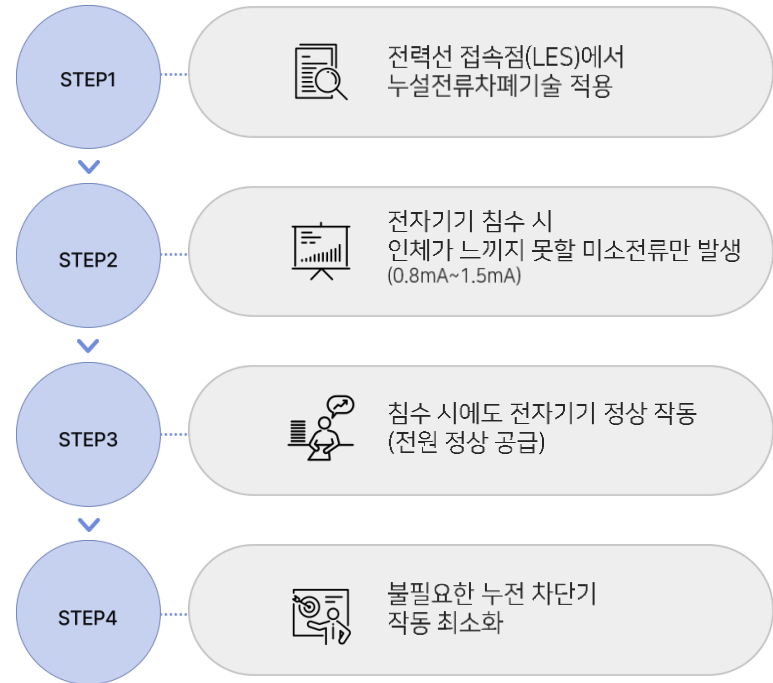 STEP1
전력선 접속점(LES)에서
누설전류차폐기술 적용
STEP2
전자기기 침수 시
인체가 느끼지 못할 미소전류만 발생
(0.8mA~1.5mA)
STEP3
침수 시에도 전자기기 정상 작동
(전원 정상 공급)
STEP4
불필요한 누전 차단기
작동 최소화